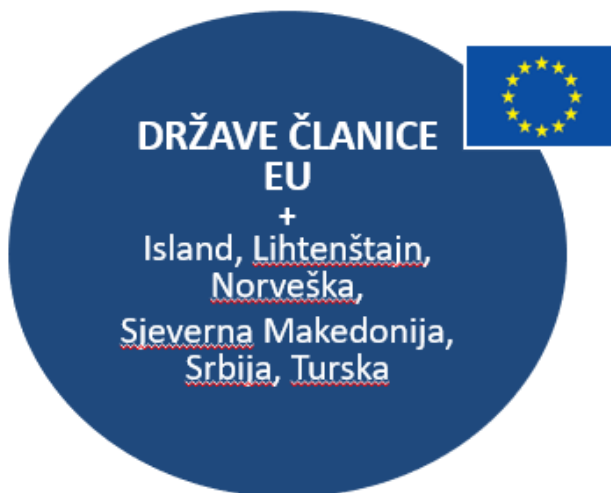 DRŽAVE ČLANICE
EU
+
Island, Lihtenštajn,
Norveška,
Sjeverna Makedonija,
Srbija, Turska